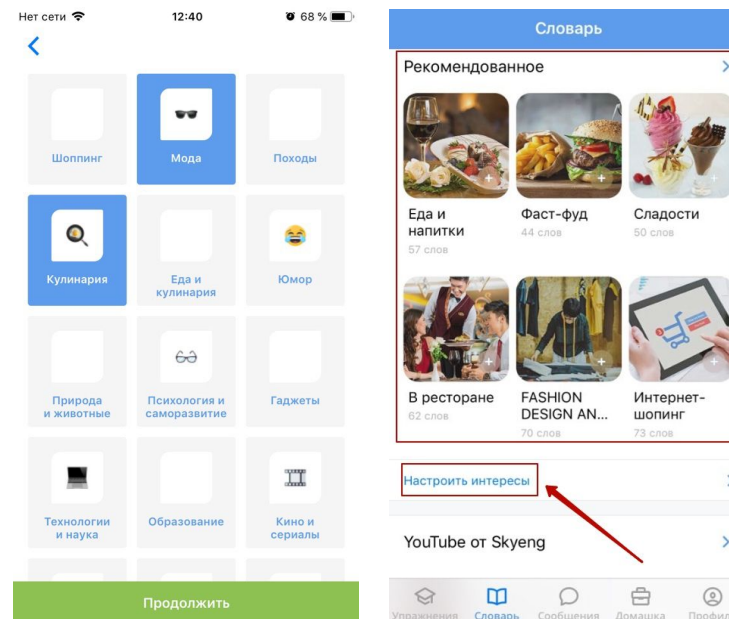 Нет сети
12:40
68 %
Шоппинг
Мода
Походы
Кулинария
Еда и
кулинария
Юмор
Природа
и животные
Психология и
саморазвитие
Гаджеты
Технологии
и наука
Образование
Кино и
сериалы
Продолжить
Словарь
Рекомендованное
Еда и
напитки
57 слов
Фаст-фуд
44 слов
Сладости
50 слов
В ресторане
62 слов
FASHION
DESIGN AN...
70 слов
Интернет-
шопинг
73 слов
Настроить интересы
YouTube от Skyeng
Упражнения
Словарь
Сообщения
Домашка